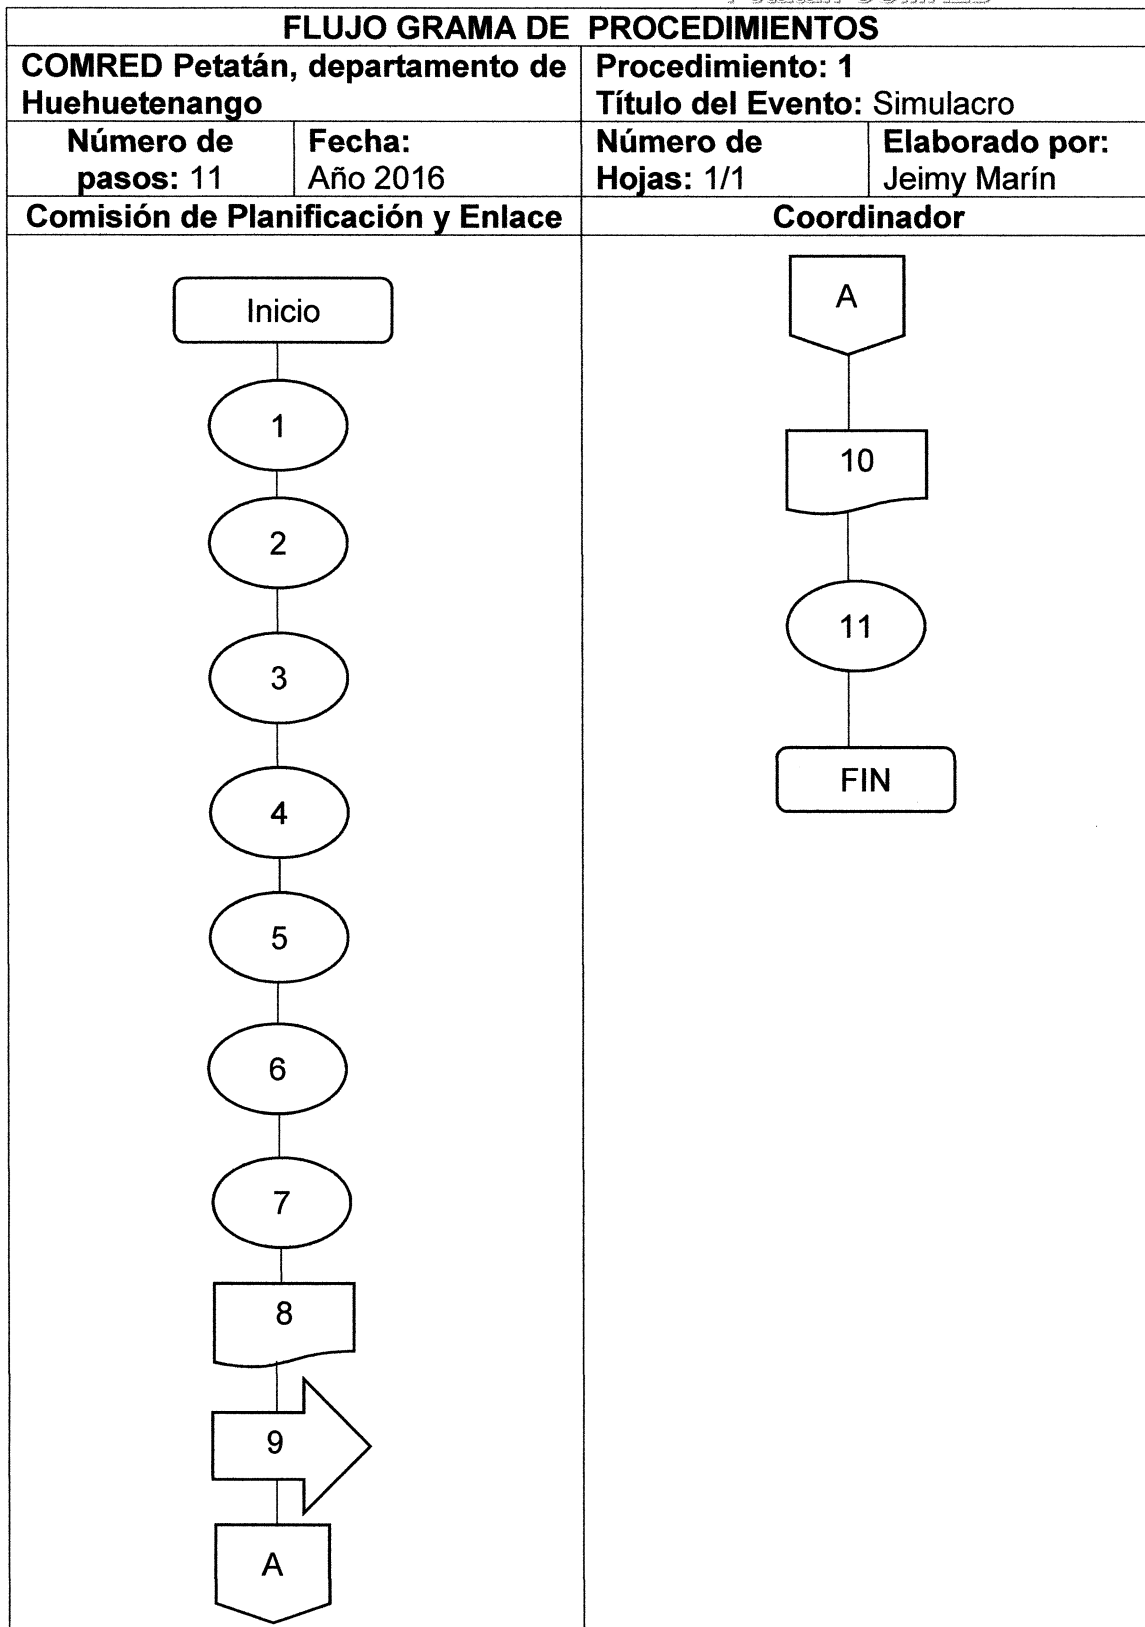 FLUJO GRAMA DE PROCEDIMIENTOS
COMRED Petatán, departamento de
Huehuetenango
Procedimiento: 1
Título del Evento: Simulacro
Número de
pasos: 11
Fecha:
Año 2016
Número de
Hojas: 1/1
Elaborado por:
Jeimy Marín
Comisión de Planificación y Enlace
Coordinador
Inicio
1
2
3
4
5
6
7
8
9
A
A
10
11
FIN